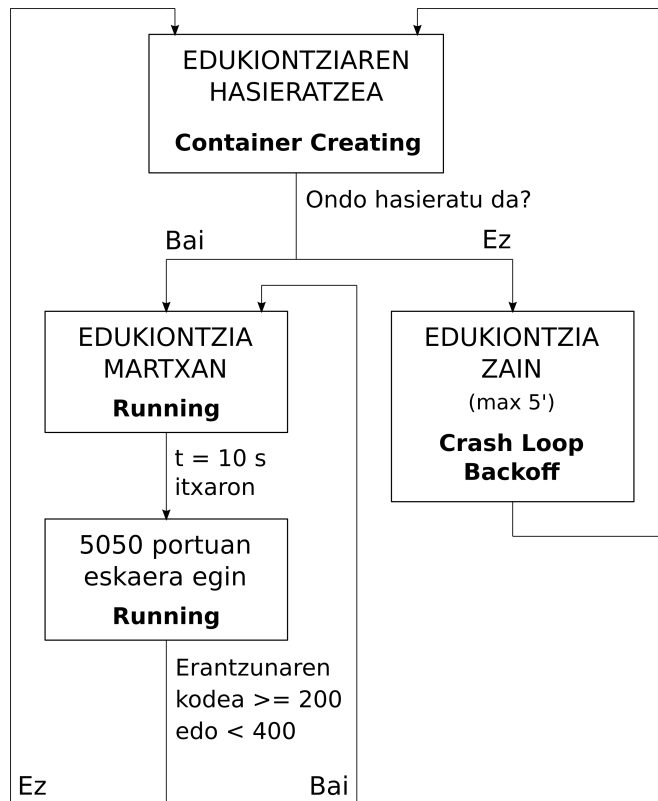 EDUKIONTZIAREN
HASIERATZEA
Container Creating
Ondo hasieratu da?
Bai
Ez
EDUKIONTZIA
MARTXAN
Running
EDUKIONTZIA
ZAIN
(max 5')
Crash Loop
Backoff
t = 10 s
itxaron
5050 portuan
eskaera egin
Running
Erantzunaren
kodea >= 200
edo < 400
Ez
Bai